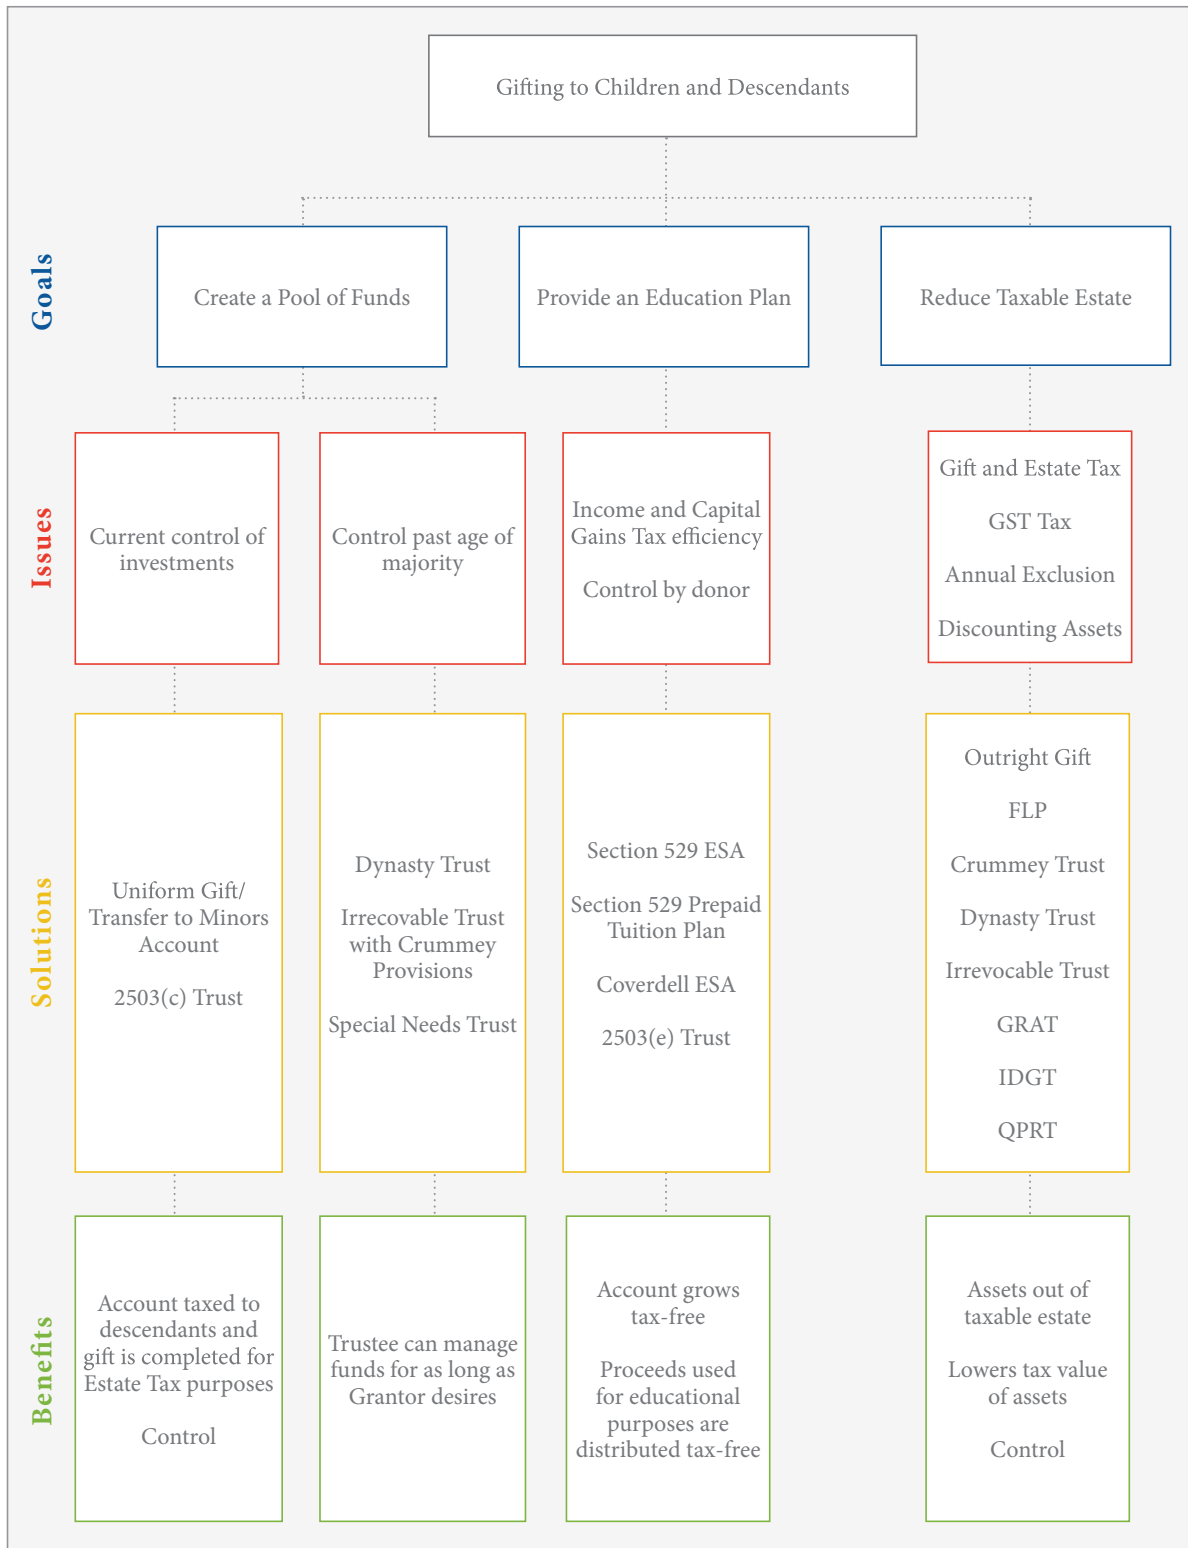 Gifting to Children and Descendants
Goals
Create a Pool of Funds
Provide an Education Plan
Reduce Taxable Estate
Issues
Current control of
investments
Control past age of
majority
Income and Capital
Gains Tax efficiency
Control by donor
Gift and Estate Tax
GST Tax
Annual Exclusion
Discounting Assets
Solutions
Uniform Gift/
Transfer to Minors
Account
2503(c) Trust
Dynasty Trust
Irrecovable Trust
with Crummey
Provisions
Special Needs Trust
Section 529 ESA
Section 529 Prepaid
Tuition Plan
Coverdell ESA
2503(e) Trust
Outright Gift
FLP
Crummey Trust
Dynasty Trust
Irrevocable Trust
GRAT
IDGT
QPRT
Benefits
Account taxed to
descendants and
gift is completed for
Estate Tax purposes
Control
Trustee can manage
funds for as long as
Grantor desires
Account grows
tax-free
Proceeds used
for educational
purposes are
distributed tax-free
Assets out of
taxable estate
Lowers tax value
of assets
Control